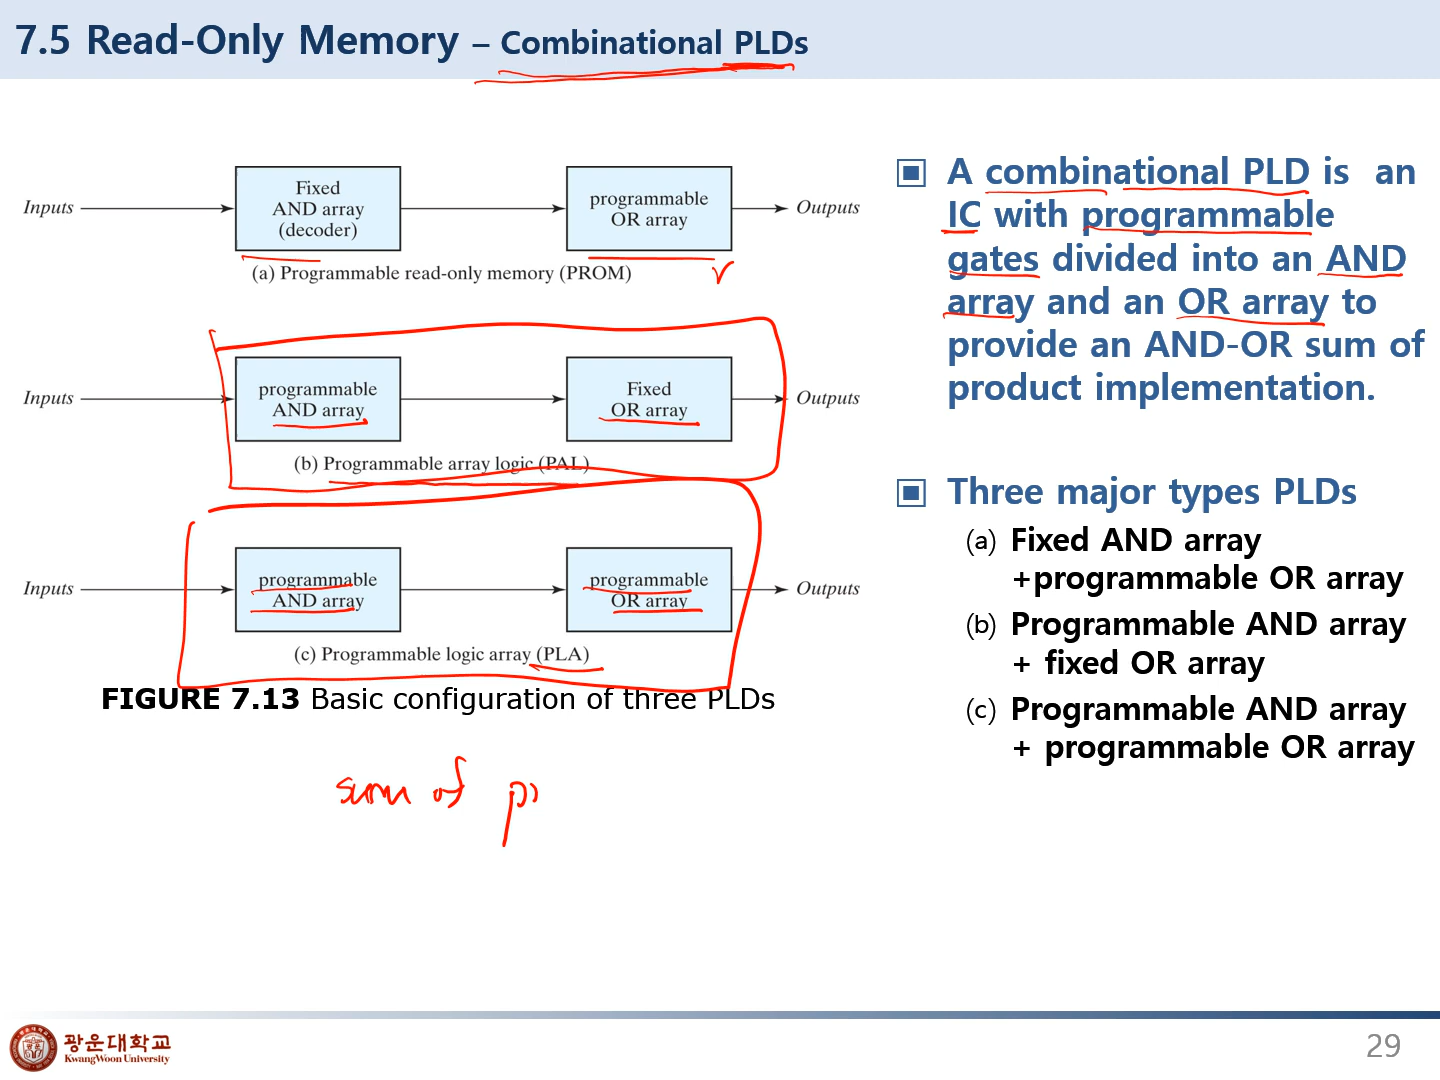 7.5 Read-Only Memory – Combinational PLDs
Inputs
Fixed
AND array
(decoder)
programmable
OR array
Outputs
(a) Programmable read-only memory (PROM)
Inputs
programmable
AND array
Fixed
OR array
Outputs
(b) Programmable array logic (PAL)
Inputs
programmable
AND array
programmable
OR array
Outputs
(c) Programmable logic array (PLA)
FIGURE 7.13 Basic configuration of three PLDs
sum of
A combinational PLD is an
IC with programmable
gates divided into an AND
array and an OR array to
provide an AND-OR sum of
product implementation.
Three major types PLDs
(a) Fixed AND array
+programmable OR array
(b) Programmable AND array
+ fixed OR array
(c) Programmable AND array
+ programmable OR array
광운대학교
KwangWoon University
29